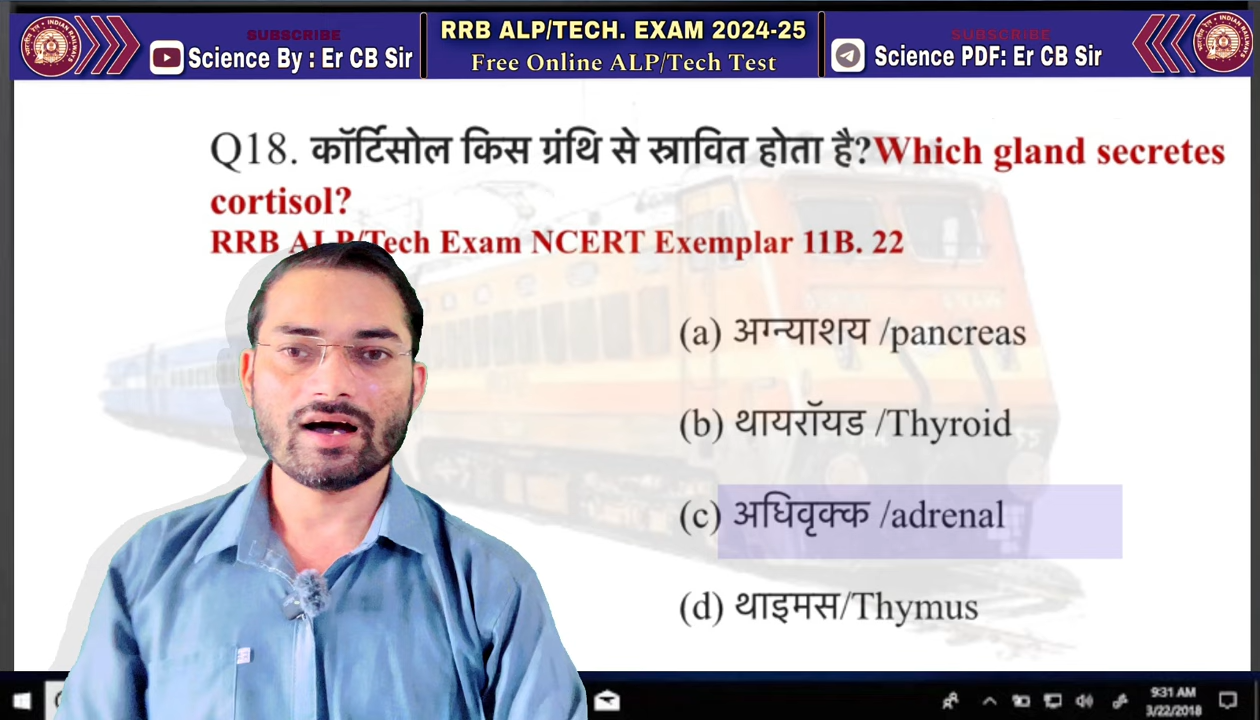 SUBSCRIBE
Science By : Er CB Sir
RRB ALP/TECH. EXAM 2024-25
Free Online ALP/Tech Test
SUBSCRIBE
Science PDF: Er CB Sir
Q18. कॉर्टिसोल किस ग्रंथि से स्त्रावित होता है?Which gland secretes
cortisol?
RRB ALP/Tech Exam NCERT Exemplar 11B. 22
(a) अग्न्याशय /pancreas
(b) थायरॉयड /Thyroid
(c) अधिवृक्क /adrenal
(d) थाइमस/Thymus
9:31 AM
3/22/2018